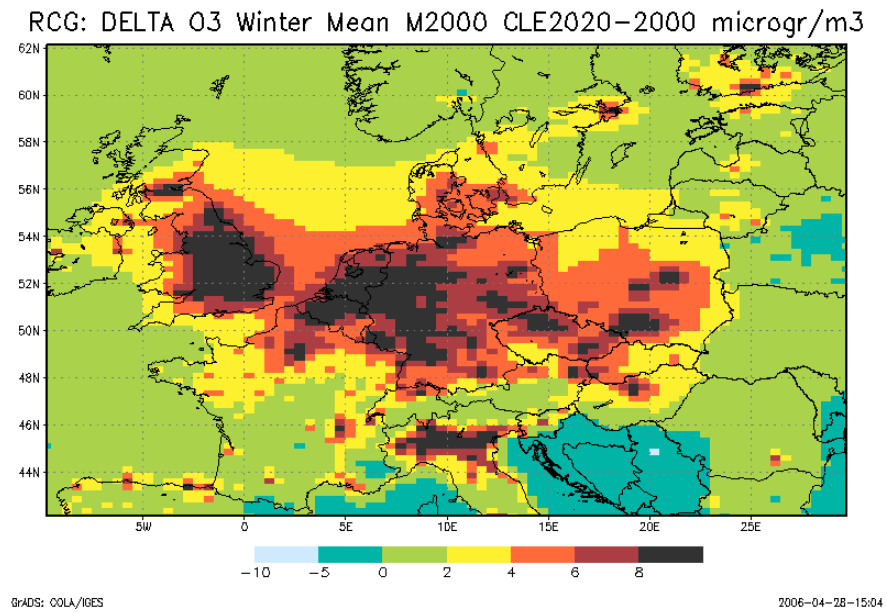 RCG: DELTA O3 Winter Mean M2000 CLE2020-2000 microgr/m3
62N
60N
58N
56N
54N
52N
50N
48N
46N
44N
5W 0 5E 10E 15E 20E 25E
-10 -5 0 2 4 6 8
GrADS: COLA/IGES 2006-04-28-15:04